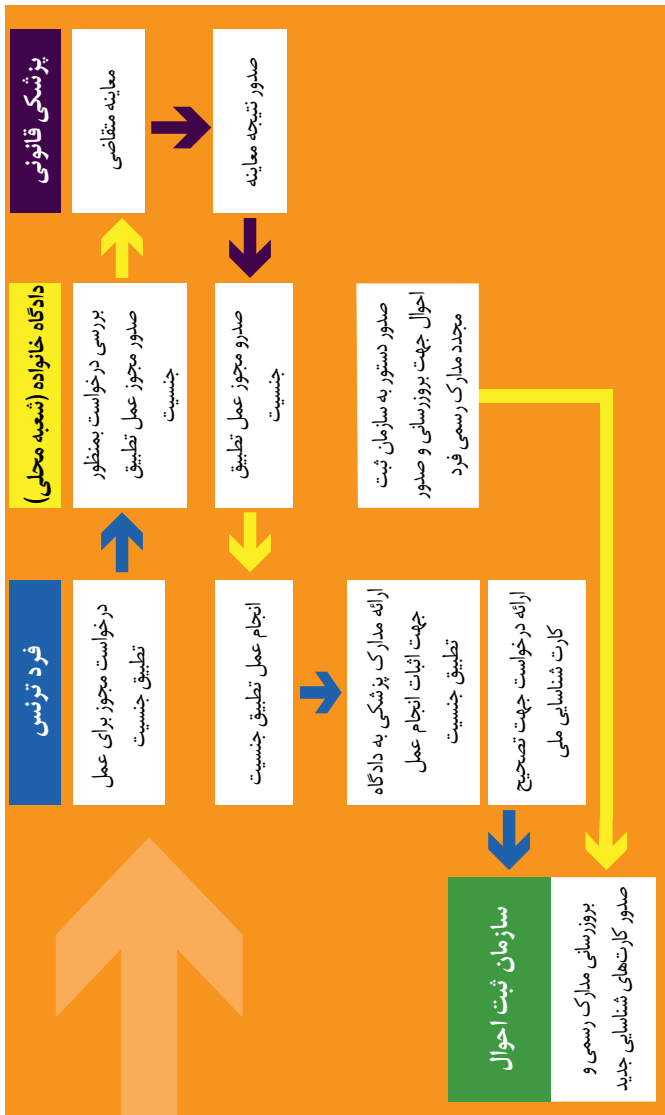 پزشکی قانونی
دادگاه خانواده (شعبه محلی)
فرد ترنس
معاینه متقاضی
بررسی درخواست بمنظور
صدور مجوز عمل تطبیق
جنسیت
درخواست مجوز برای عمل
تطبیق جنسیت
صدور نتیجه معاینه
صدرو مجوز عمل تطبیق
جنسیت
انجام عمل تطبیق جنسیت
صدور دستور به سازمان ثبت
احوال جهت بروزرسانی و صدور
مجدد مدارک رسمی فرد
ارائه مدارک پزشکی به دادگاه
جهت اثبات انجام عمل
تطبیق جنسیت
ارائه درخواست جهت تصحیح
کارت شناسایی ملی
سازمان ثبت احوال
بروزرسانی مدارک رسمی و
صدور کارت‌های شناسایی جدید